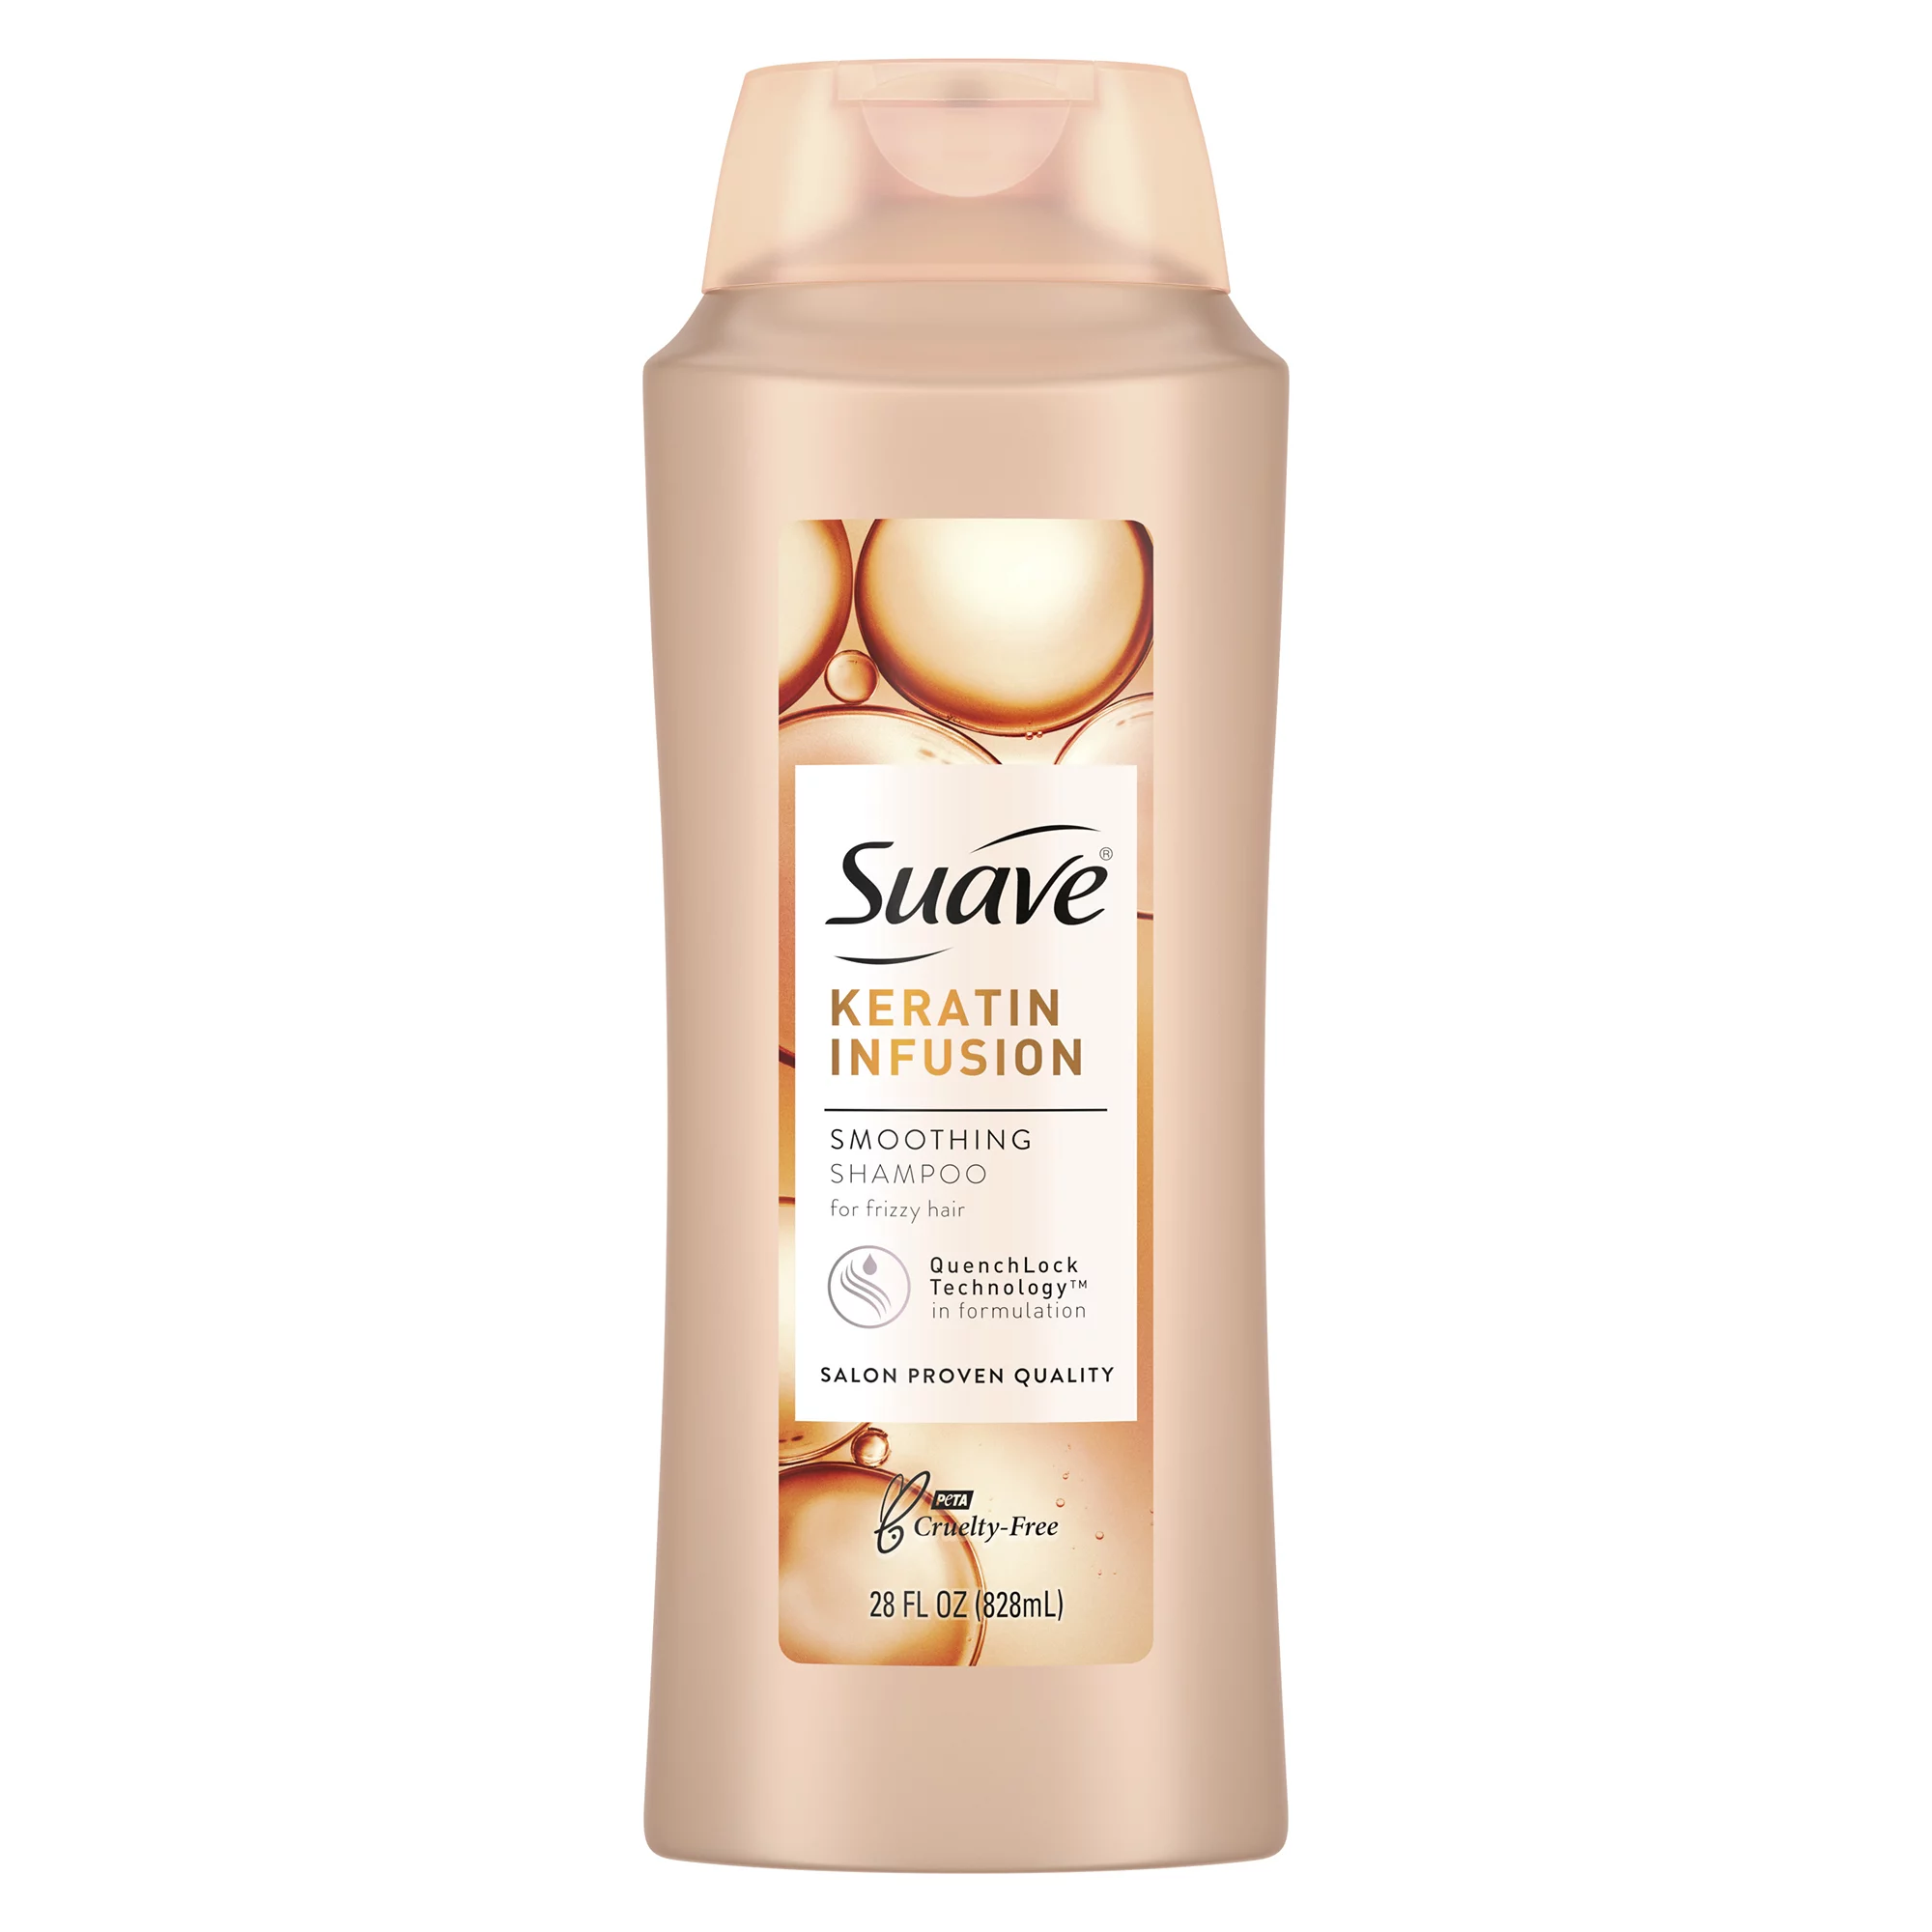 Suave®
KERATIN
INFUSION
SMOOTHING
SHAMPOO
for frizzy hair
QuenchLock
Technology™
in formulation
SALON PROVEN QUALITY
PeTA
Cruelty-Free
28 FL OZ (828mL)